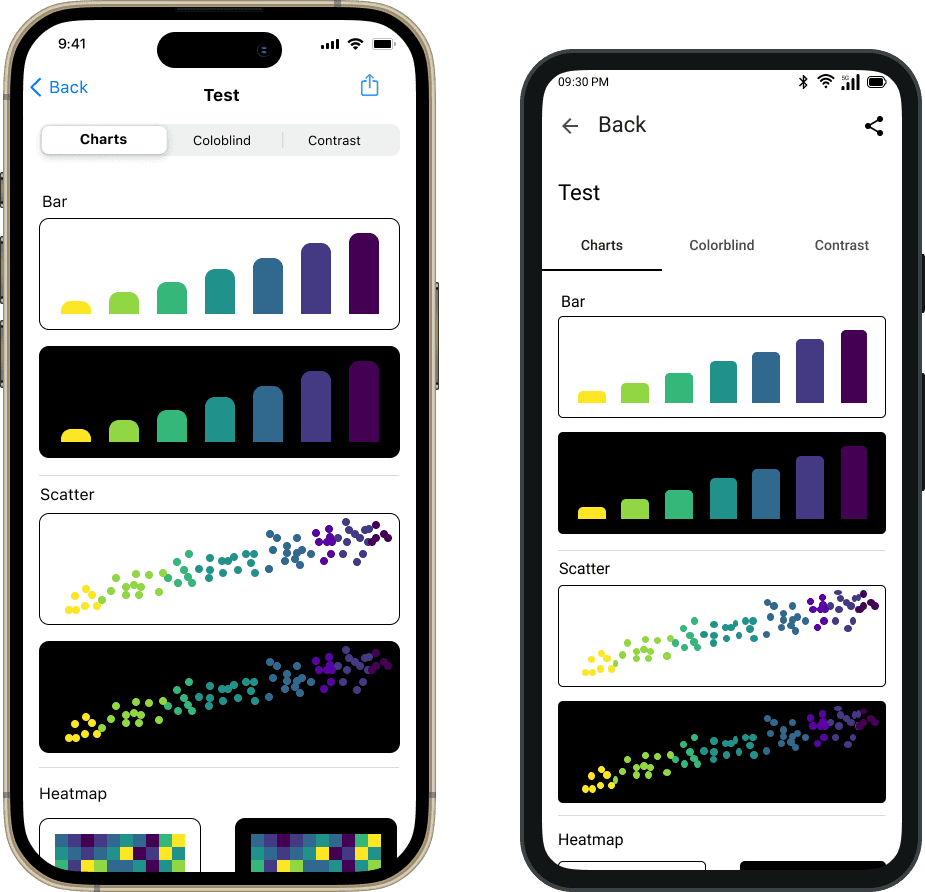 9:41
Back
Test
Charts
Coloblind
Contrast
Bar
Scatter
Heatmap
09:30 PM
5G
Back
Test
Charts
Colorblind
Contrast
Bar
Scatter
Heatmap